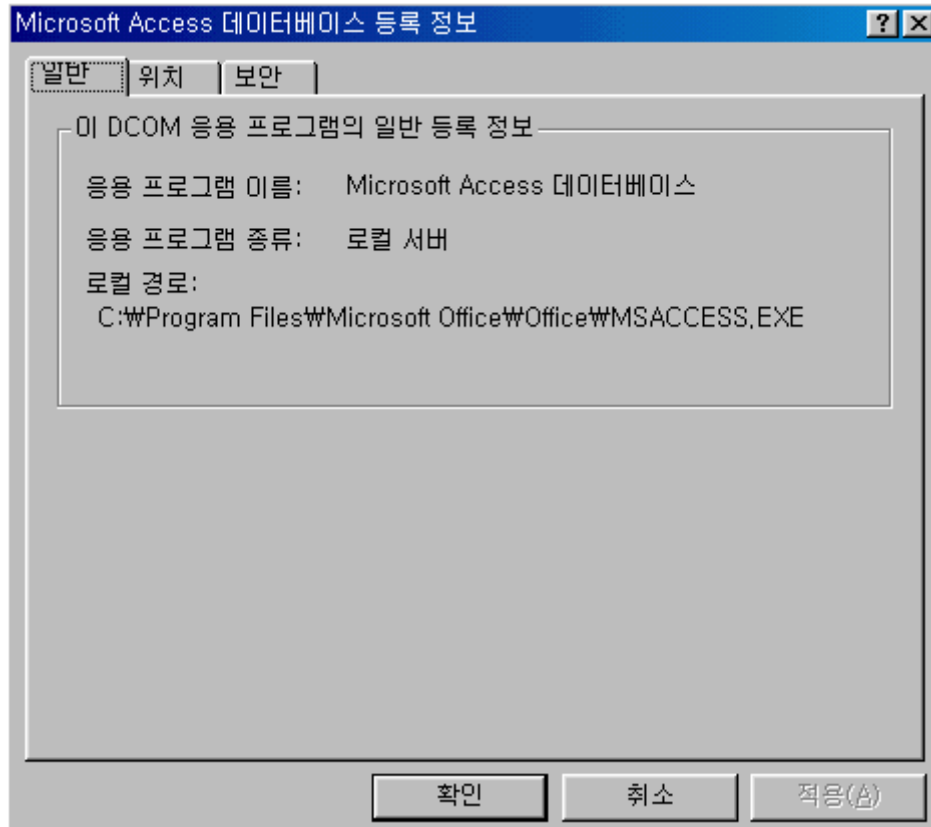 Microsoft Access 데이터베이스 등록 정보
일반 위치 보안
이 DCOM 응용 프로그램의 일반 등록 정보
응용 프로그램 이름: Microsoft Access 데이터베이스
응용 프로그램 종류: 로컬 서버
로컬 경로:
C:₩Program Files₩Microsoft Office₩Office₩MSACCESS.EXE
확인 취소 적용(A)